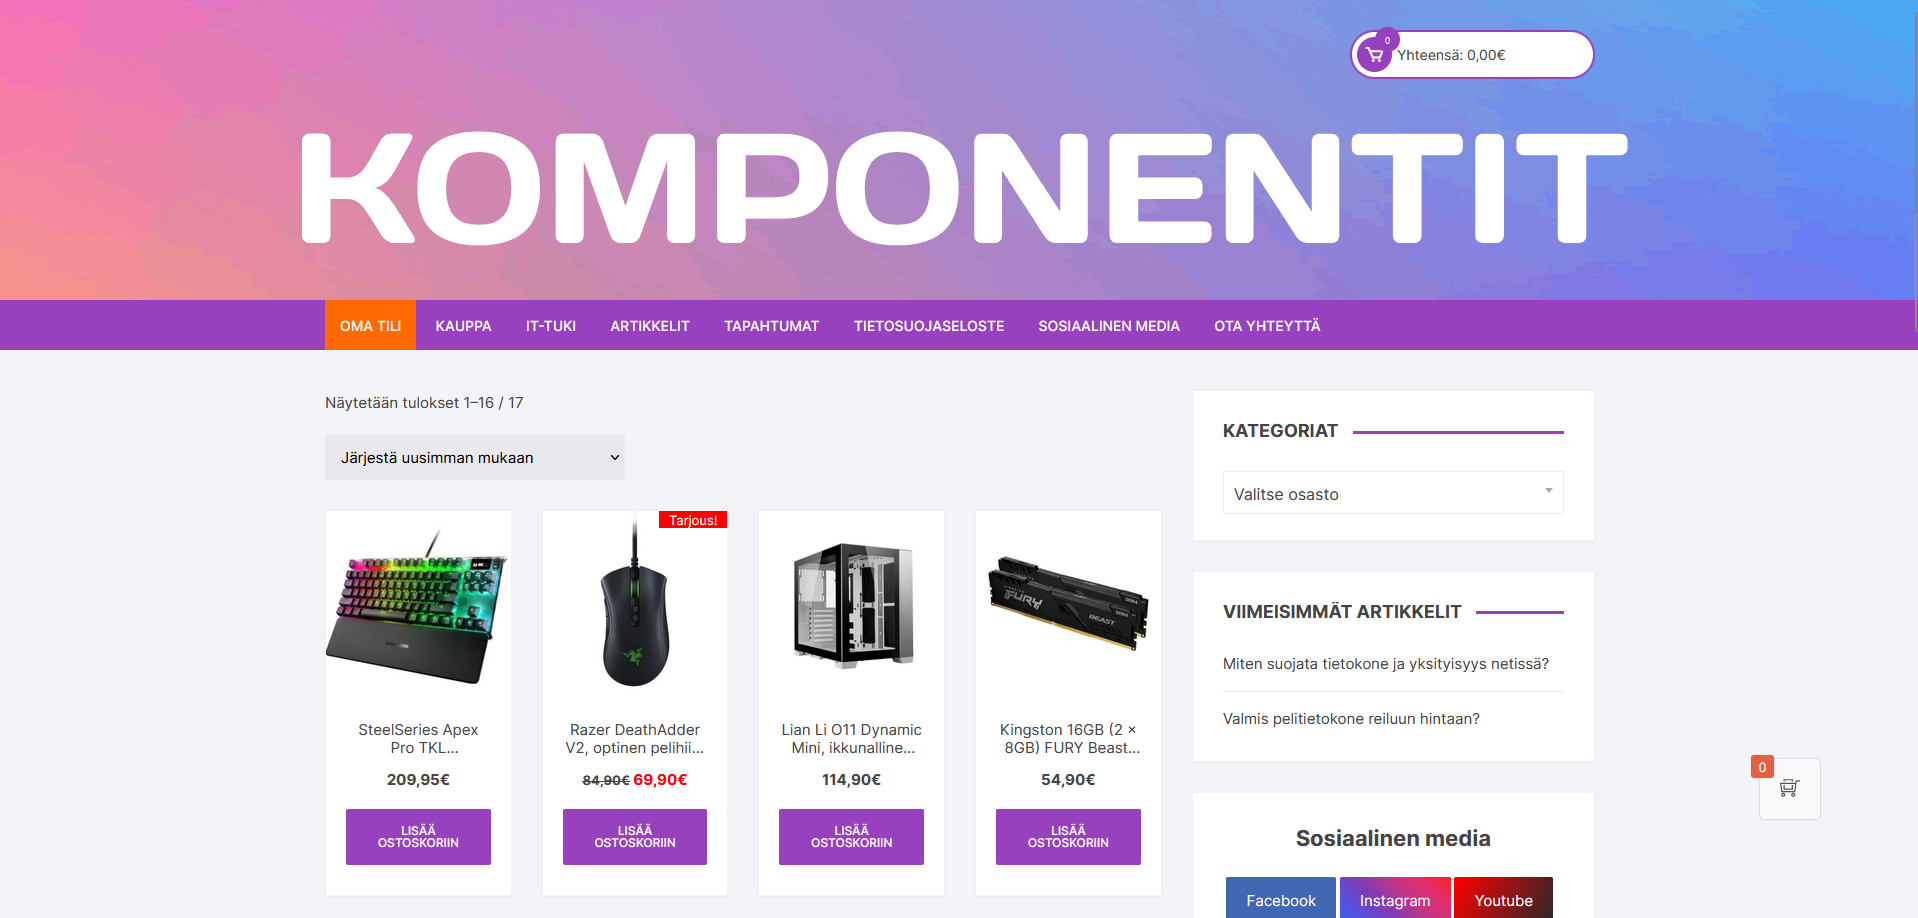 0
Yhteensä: 0,00€
KOMPONENTIT
OMA TILI
KAUPPA
IT-TUKI
ARTIKKELIT
TAPAHTUMAT
TIETOSUOJASELOSTE
SOSIAALINEN MEDIA
OTA YHTEYTTÄ
Näytetään tulokset 1–16 / 17
Järjestä uusimman mukaan
SteelSeries Apex
Pro TKL...
209,95€
LISÄÄ
OSTOSKORIIN
Tarjous!
Razer DeathAdder
V2, optinen pelihii...
84,90€ 69,90€
LISÄÄ
OSTOSKORIIN
Lian Li O11 Dynamic
Mini, ikkunalline...
114,90€
LISÄÄ
OSTOSKORIIN
FURY
BEAST
Kingston 16GB (2 x
8GB) FURY Beast...
54,90€
LISÄÄ
OSTOSKORIIN
KATEGORIAT
Valitse osasto
VIIMEISIMMÄT ARTIKKELIT
Miten suojata tietokone ja yksityisyys netissä?
Valmis pelitietokone reiluun hintaan?
Sosiaalinen media
Facebook
Instagram
Youtube
0